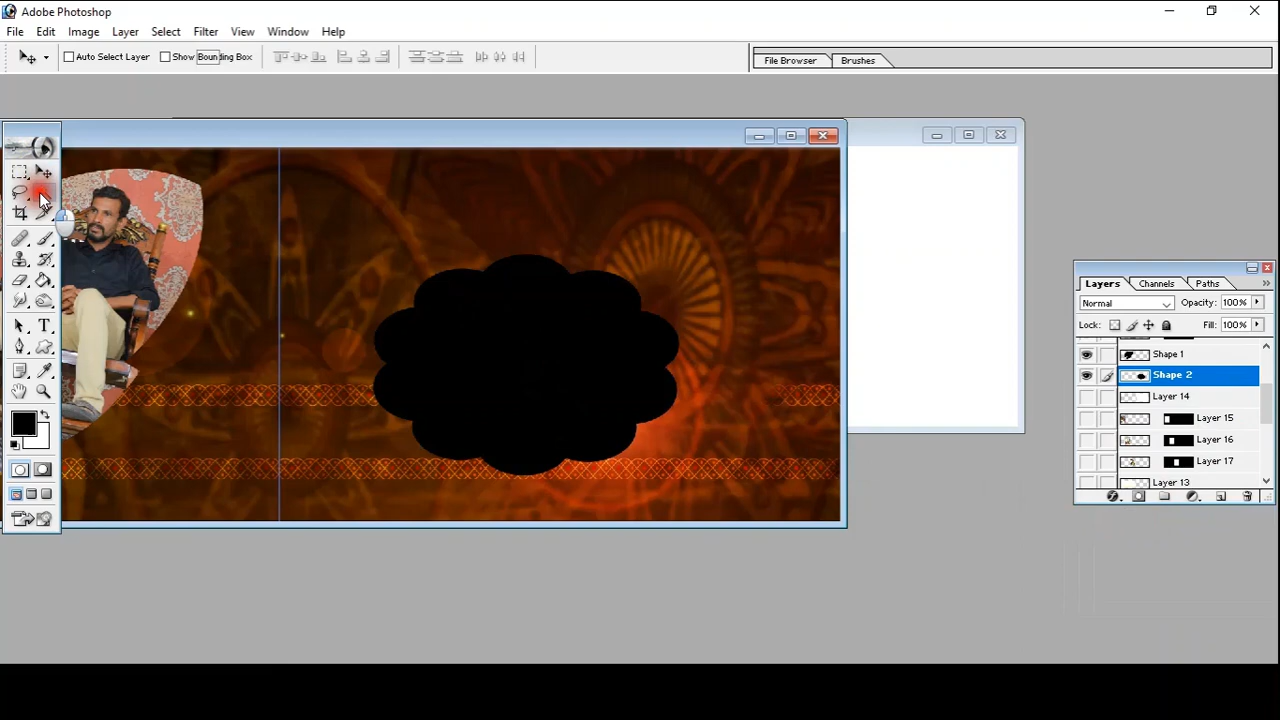 Adobe Photoshop
File Edit Image Layer Select Filter View Window Help
Auto Select Layer Show Bounding Box
File Browser Brushes
Layers Channels Paths
Normal Opacity: 100%
Lock: Fill: 100%
Shape 1
Shape 2
Layer 14
Layer 15
Layer 16
Layer 17
Layer 13